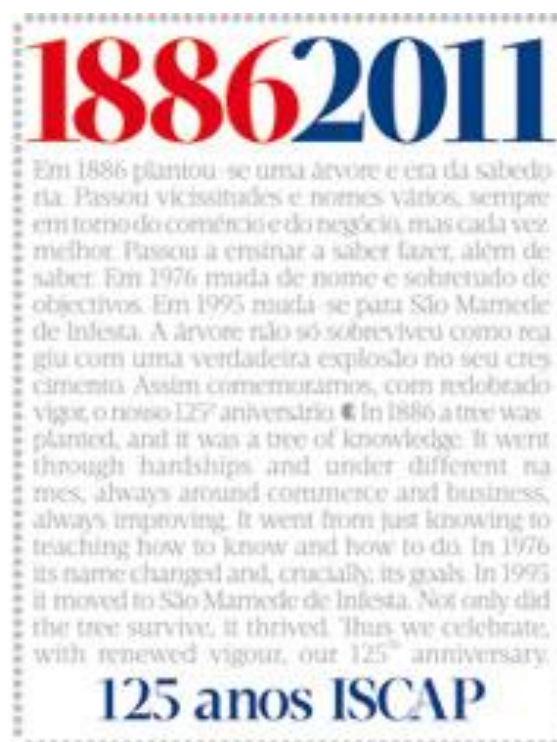 18862011
Em 1886 plantou-se uma árvore e era da sabedo
ria. Passou vicissitudes e nomes vários, sempre
em torno do comércio e do negócio, mas cada vez
melhor. Passou a ensinar a saber fazer, além de
saber. Em 1976 muda de nome e sobretudo de
objectivos. Em 1995 muda-se para São Mamede
de Infesta. A árvore não só sobreviveu como rea
giu com uma verdadeira explosão no seu cres
cimento. Assim comemoramos, com redobrado
vigor, o nosso 125º aniversário. In 1886 a tree was
planted, and it was a tree of knowledge. It went
through hardships and under different na
mes, always around commerce and business,
always improving. It went from just knowing to
teaching how to know and how to do. In 1976
its name changed and, crucially, its goals. In 1995
it moved to São Mamede de Infesta. Not only did
the tree survive, it thrived. Thus we celebrate,
with renewed vigour, our 125th anniversary.
125 anos ISCAP